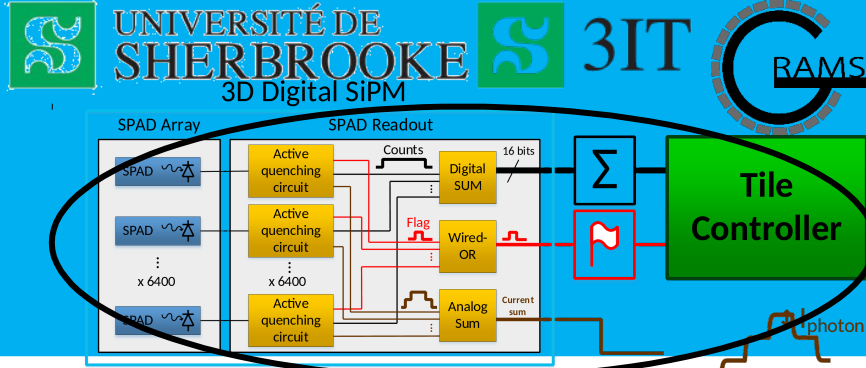 UNIVERSITÉ DE
SHERBROOKE
3IT
GRAMS
3D Digital SiPM
SPAD Array
SPAD Readout
SPAD
SPAD
x 6400
SPAD
Active
quenching
circuit
Active
quenching
circuit
x 6400
Active
quenching
circuit
Counts
Flag
Digital
SUM
Wired-
OR
Analog
Sum
16 bits
Current
sum
Σ
Tile
Controller
photon